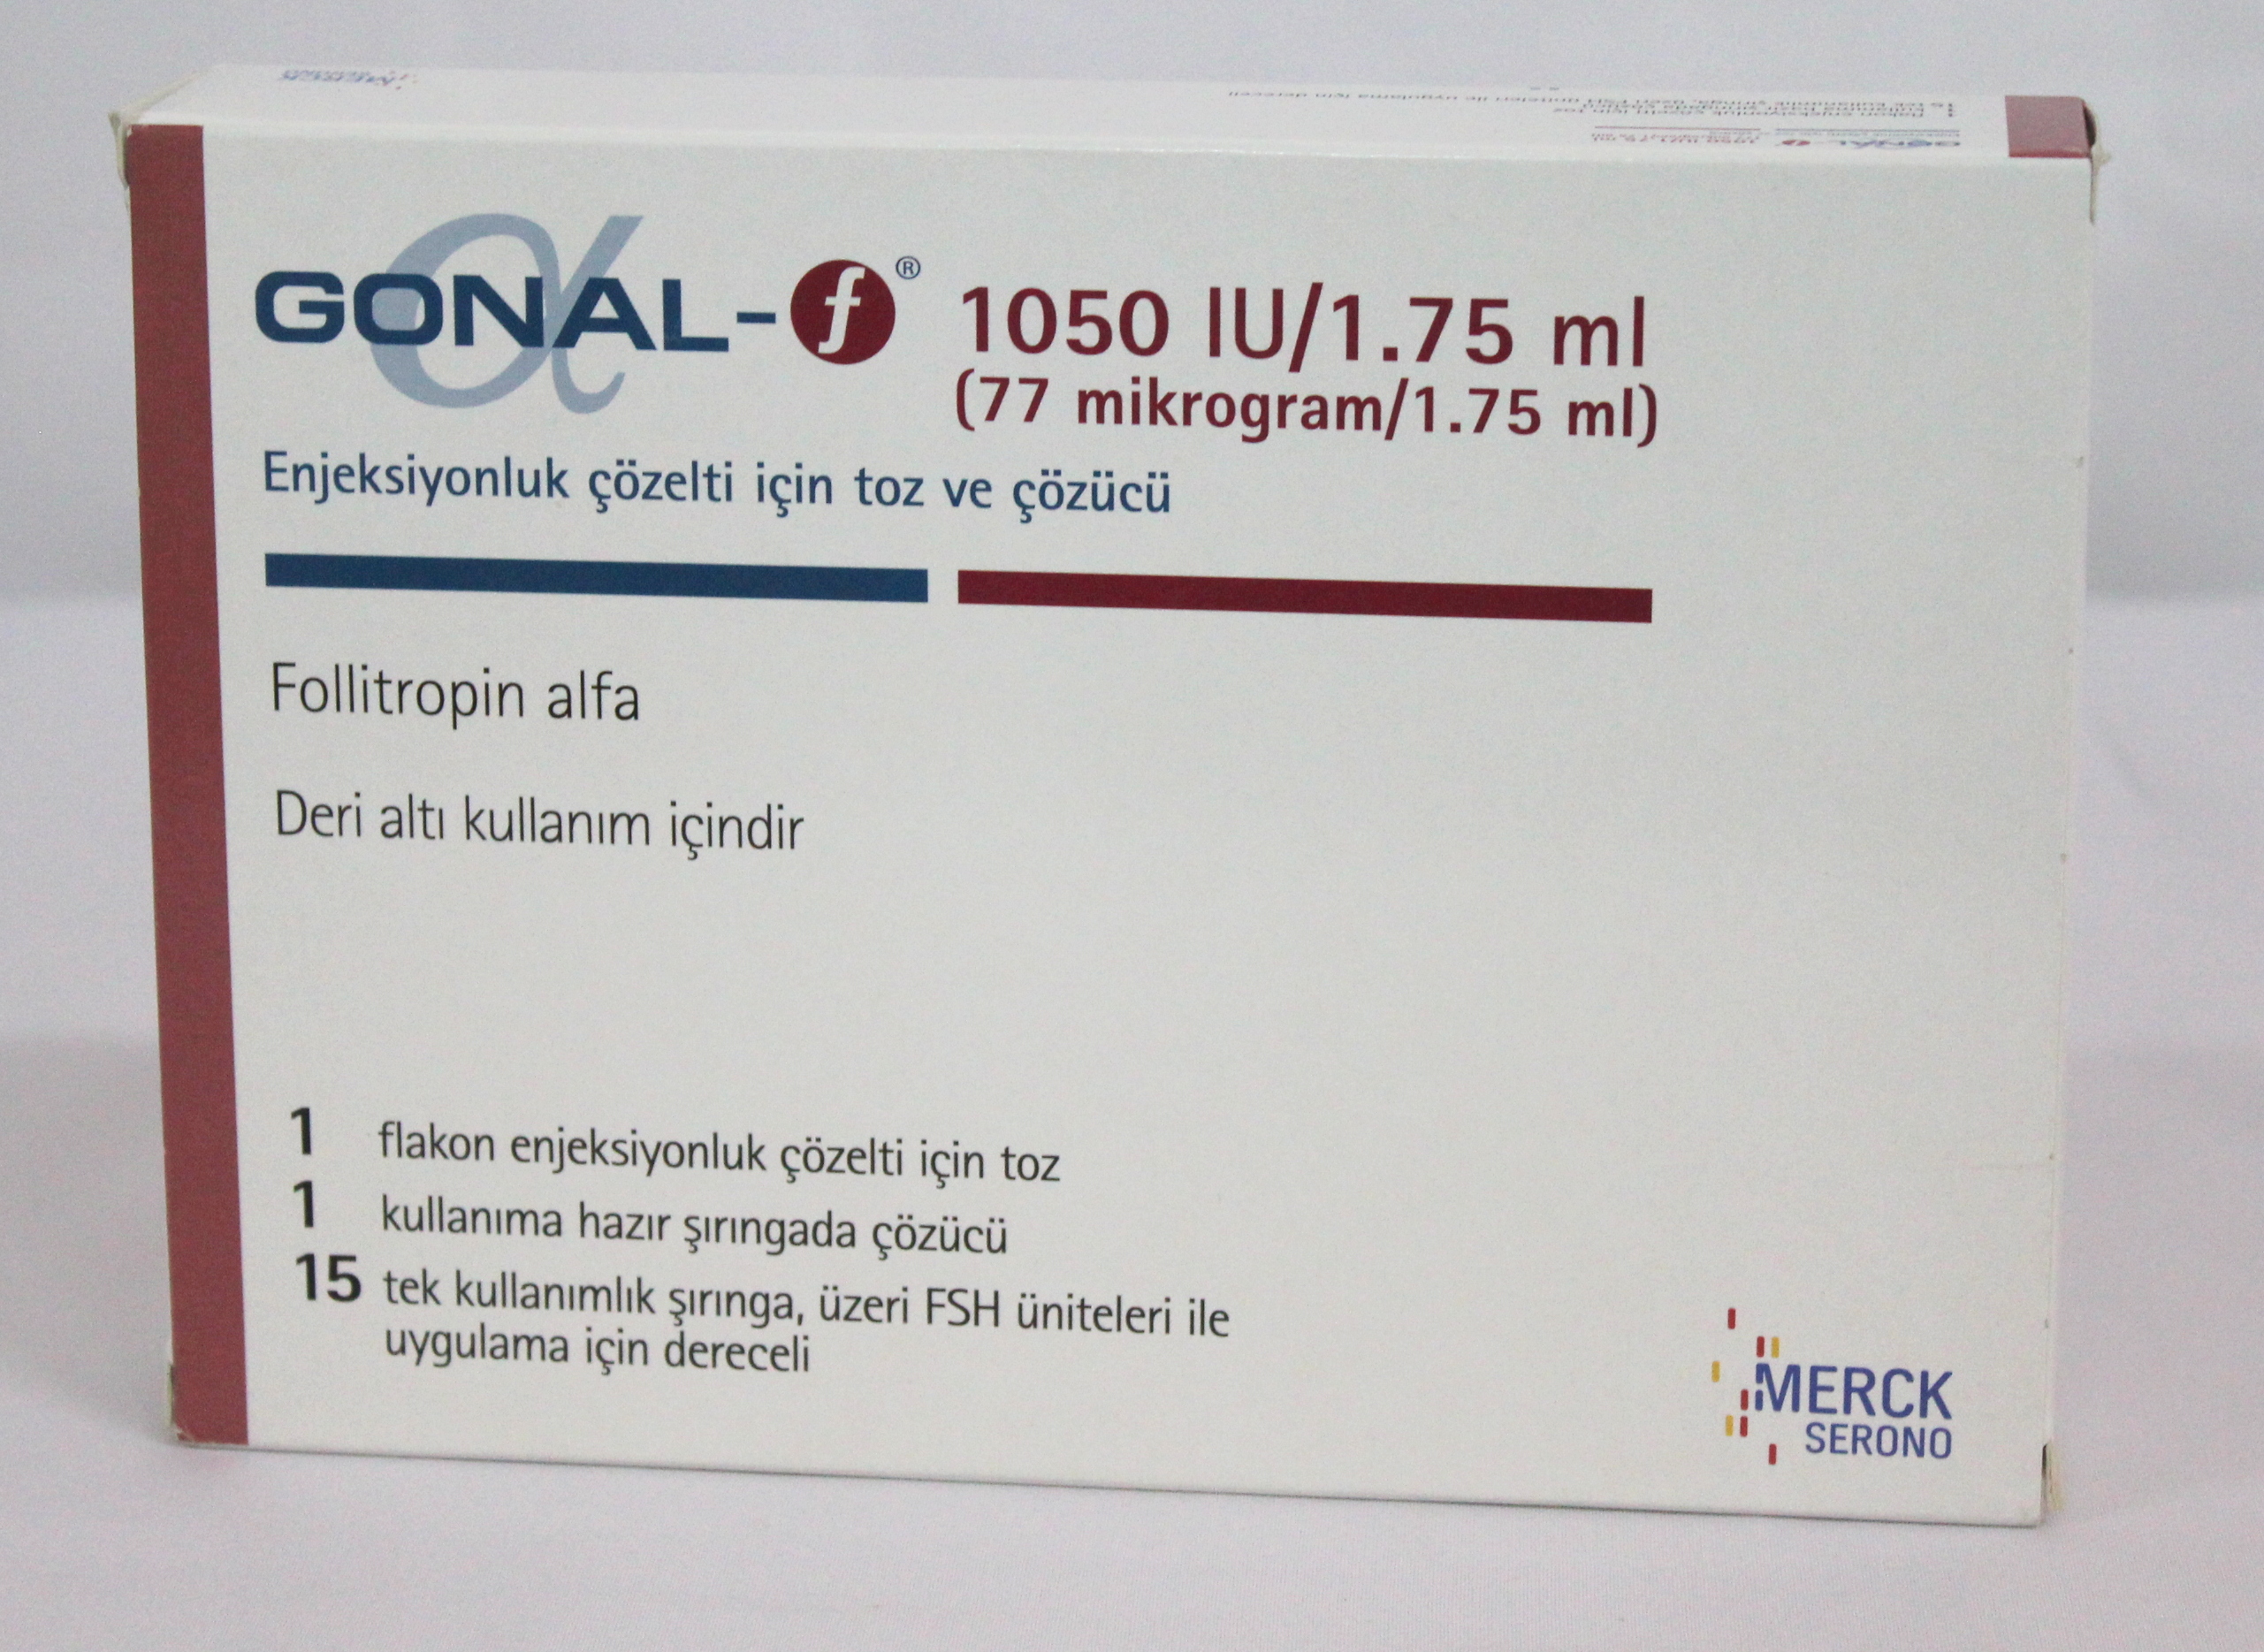 GONAL-f® 1050 IU/1.75 ml
(77 mikrogram/1.75 ml)
Enjeksiyonluk çözelti için toz ve çözücü
Follitropin alfa
Deri altı kullanım içindir
1 flakon enjeksiyonluk çözelti için toz
1 kullanıma hazır şırıngada çözücü
15 tek kullanımlık şırınga, üzeri FSH üniteleri ile
uygulama için dereceli
MERCK
SERONO